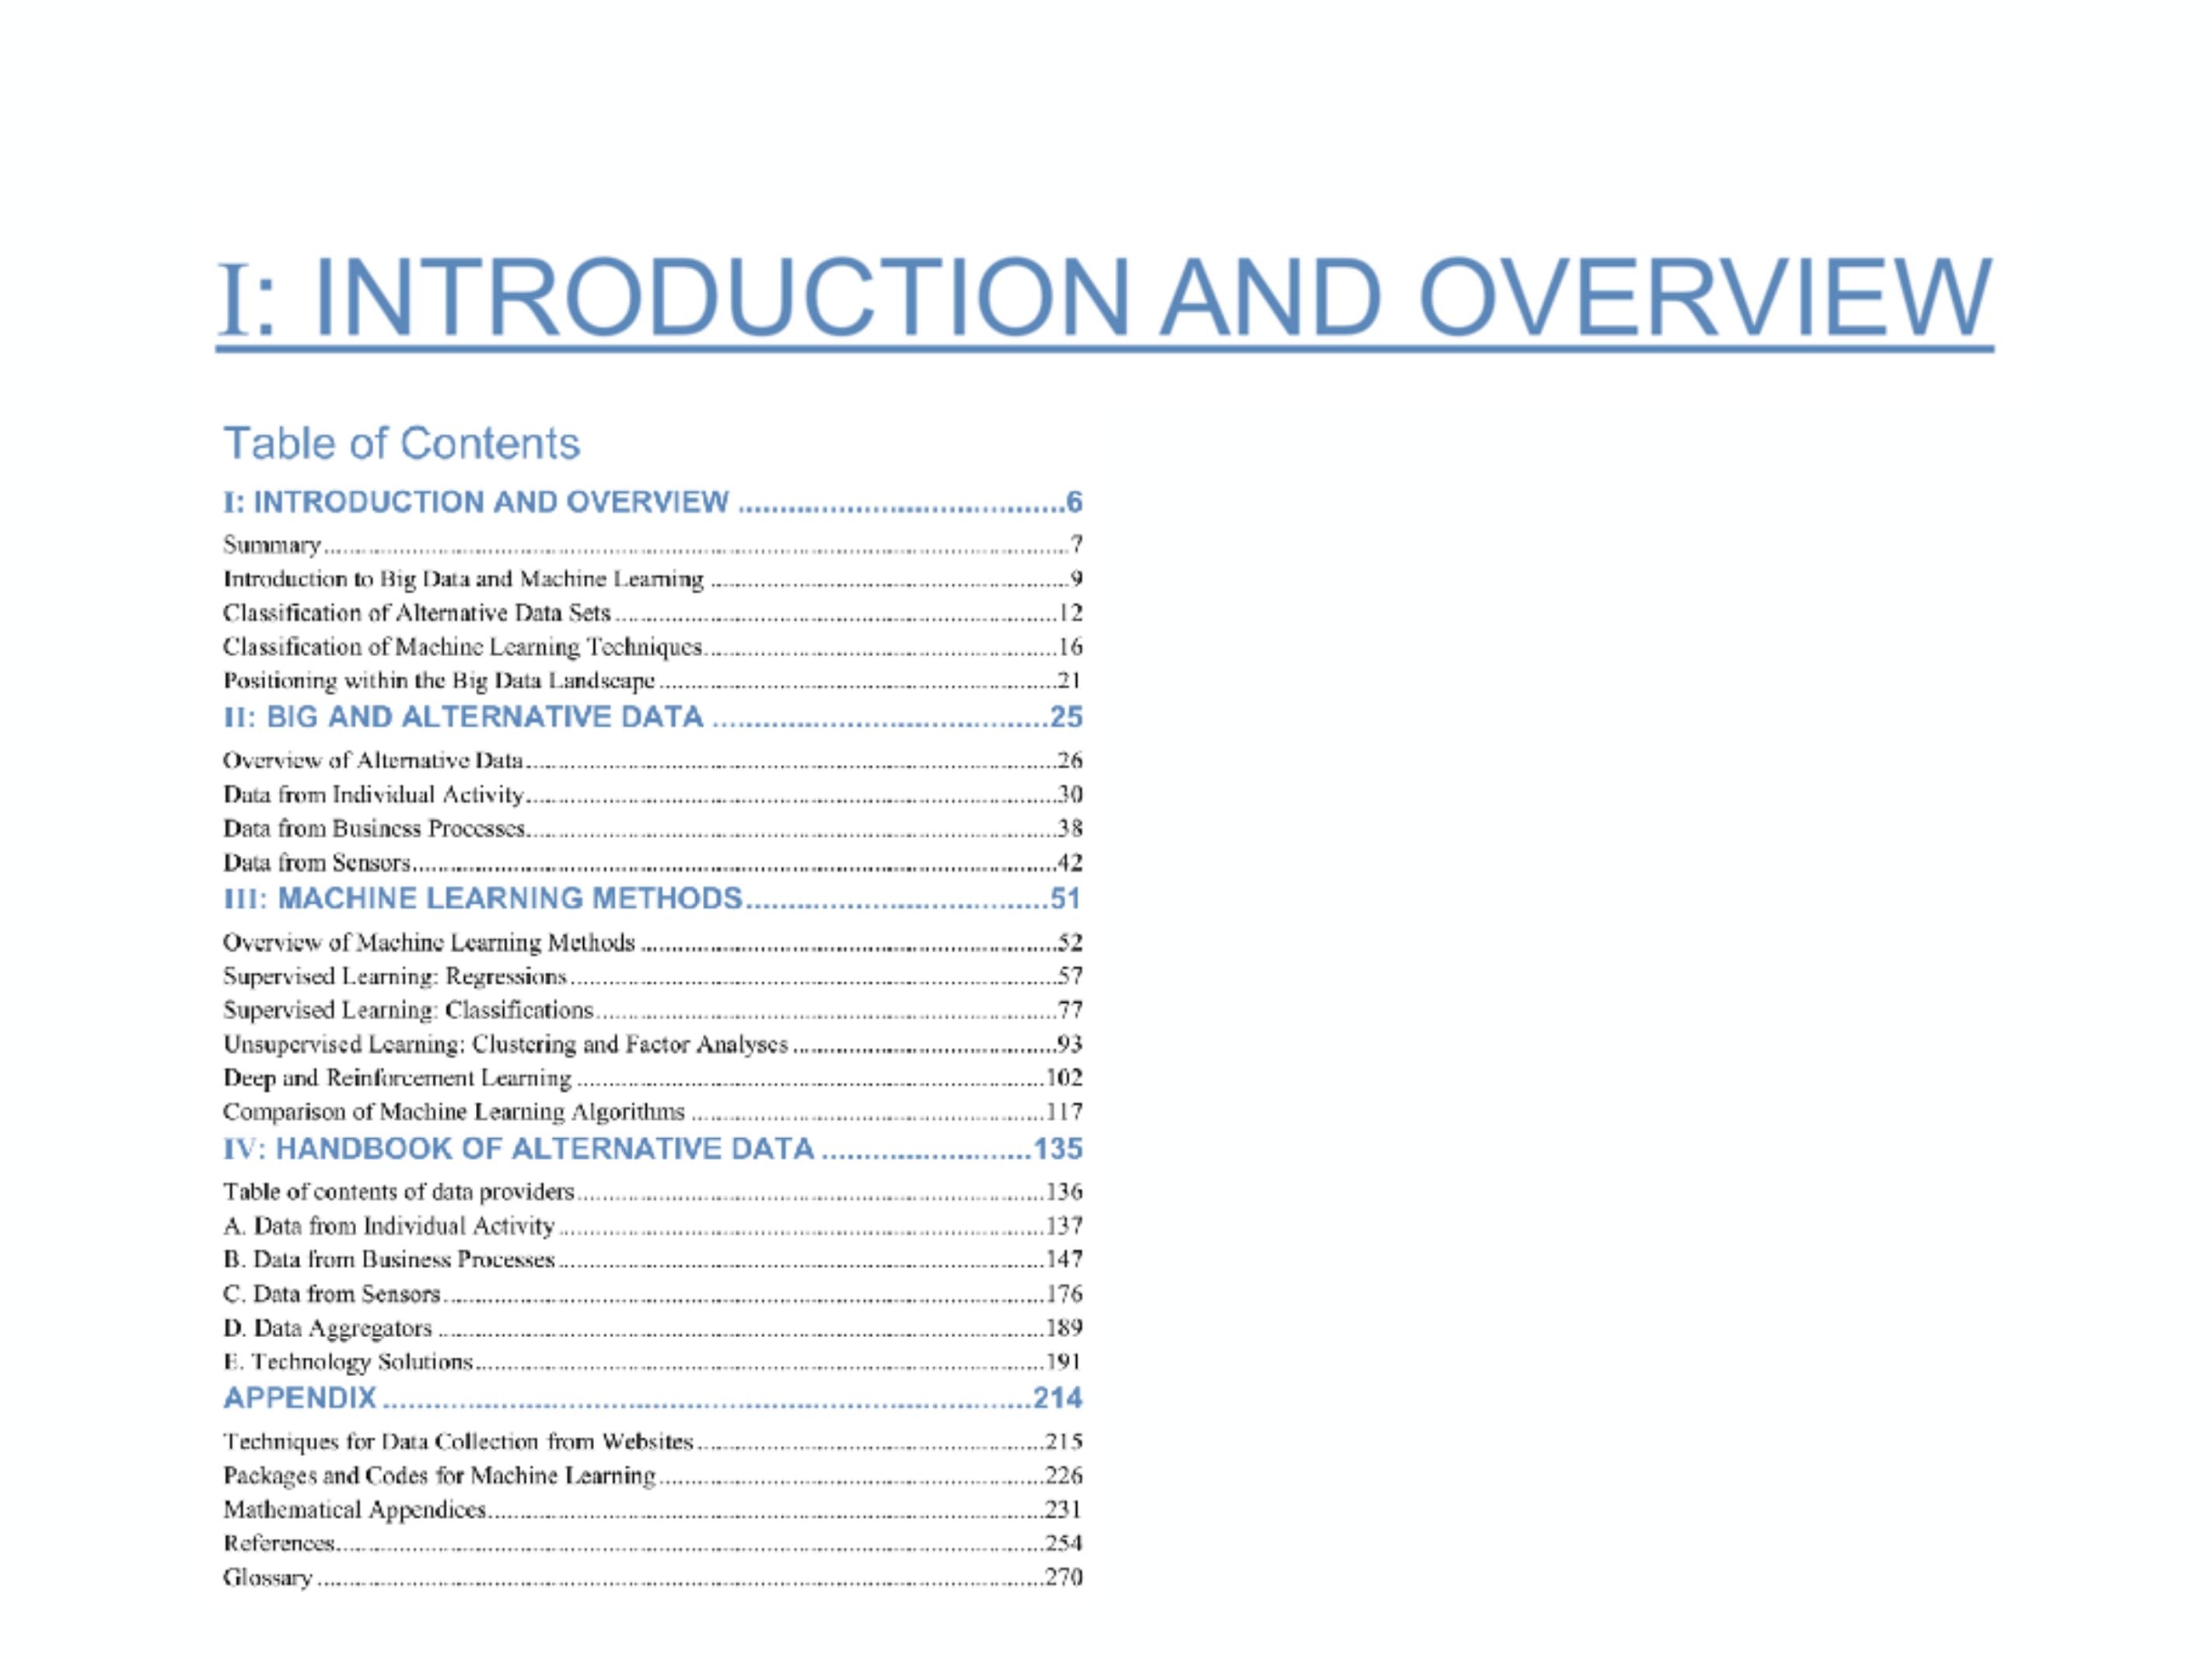 I: INTRODUCTION AND OVERVIEW
Table of Contents
I: INTRODUCTION AND OVERVIEW ........................................6
Summary........................................7
Introduction to Big Data and Machine Learning ........................................9
Classification of Alternative Data Sets ........................................12
Classification of Machine Learning Techniques........................................16
Positioning within the Big Data Landscape ........................................21
II: BIG AND ALTERNATIVE DATA ........................................25
Overview of Alternative Data........................................26
Data from Individual Activity........................................30
Data from Business Processes........................................38
Data from Sensors........................................42
III: MACHINE LEARNING METHODS........................................51
Overview of Machine Learning Methods ........................................52
Supervised Learning: Regressions........................................57
Supervised Learning: Classifications........................................77
Unsupervised Learning: Clustering and Factor Analyses ........................................93
Deep and Reinforcement Learning ........................................102
Comparison of Machine Learning Algorithms ........................................117
IV: HANDBOOK OF ALTERNATIVE DATA ........................................135
Table of contents of data providers........................................136
A. Data from Individual Activity ........................................137
B. Data from Business Processes ........................................147
C. Data from Sensors ........................................176
D. Data Aggregators ........................................189
E. Technology Solutions........................................191
APPENDIX ........................................214
Techniques for Data Collection from Websites ........................................215
Packages and Codes for Machine Learning ........................................226
Mathematical Appendices........................................231
References........................................254
Glossary ........................................270